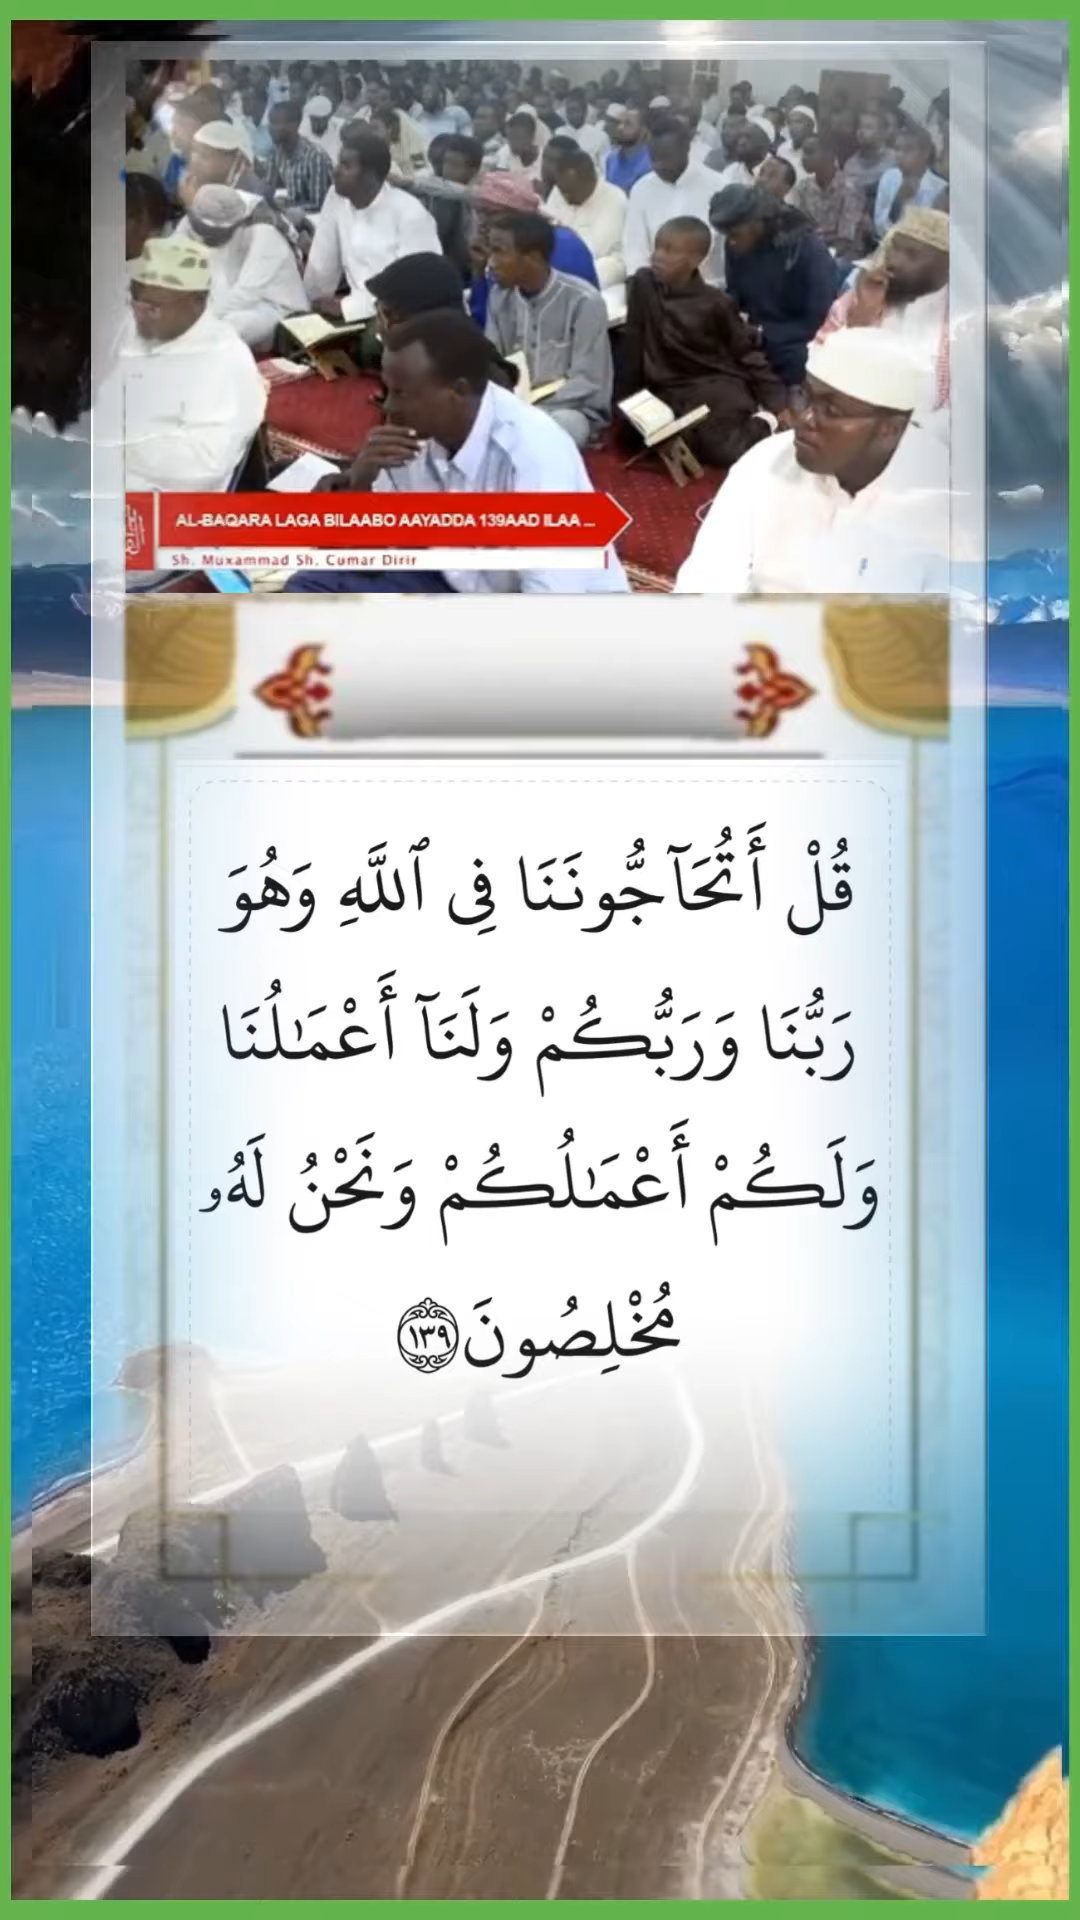 AL-BAQARA LAGA BILAABO AAYADDA 139AAD ILAA ...
Sh. Muxammad Sh. Cumar Dirir
قُلْ أَتُحَآجُّونَنَا فِى ٱللَّهِ وَهُوَ
رَبُّنَا وَرَبُّكُمْ وَلَنَآ أَعْمَـٰلُنَا
وَلَكُمْ أَعْمَـٰلُكُمْ وَنَحْنُ لَهُۥ
مُخْلِصُونَ ١٣٩